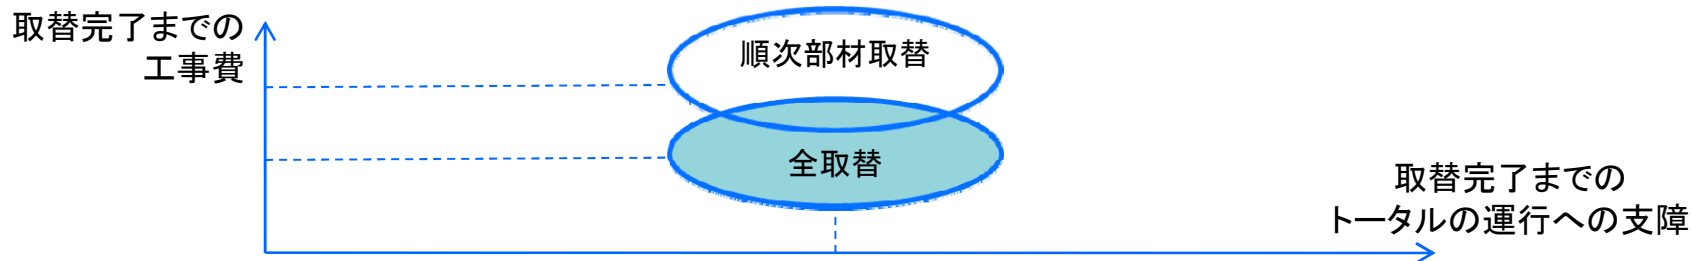 取替完了までの
工事費
順次部材取替
全取替
取替完了までの
トータルの運行への支障